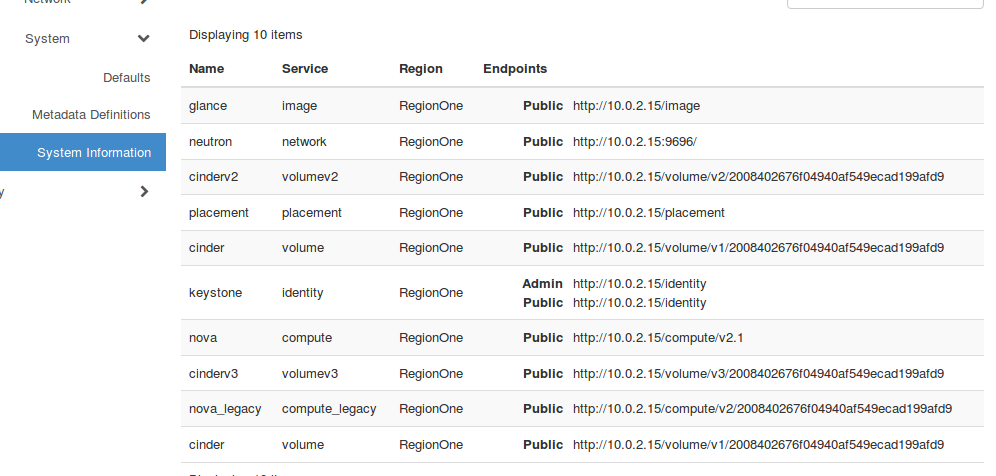 Network
System
Displaying 10 items
Name Service Region Endpoints
Defaults
glance image RegionOne Public http://10.0.2.15/image
Metadata Definitions
neutron network RegionOne Public http://10.0.2.15:9696/
System Information
cinderv2 volumev2 RegionOne Public http://10.0.2.15/volume/v2/2008402676f04940af549ecad199afd9
y
placement placement RegionOne Public http://10.0.2.15/placement
cinder volume RegionOne Public http://10.0.2.15/volume/v1/2008402676f04940af549ecad199afd9
keystone identity RegionOne Admin http://10.0.2.15/identity
Public http://10.0.2.15/identity
nova compute RegionOne Public http://10.0.2.15/compute/v2.1
cinderv3 volumev3 RegionOne Public http://10.0.2.15/volume/v3/2008402676f04940af549ecad199afd9
nova_legacy compute_legacy RegionOne Public http://10.0.2.15/compute/v2/2008402676f04940af549ecad199afd9
cinder volume RegionOne Public http://10.0.2.15/volume/v1/2008402676f04940af549ecad199afd9